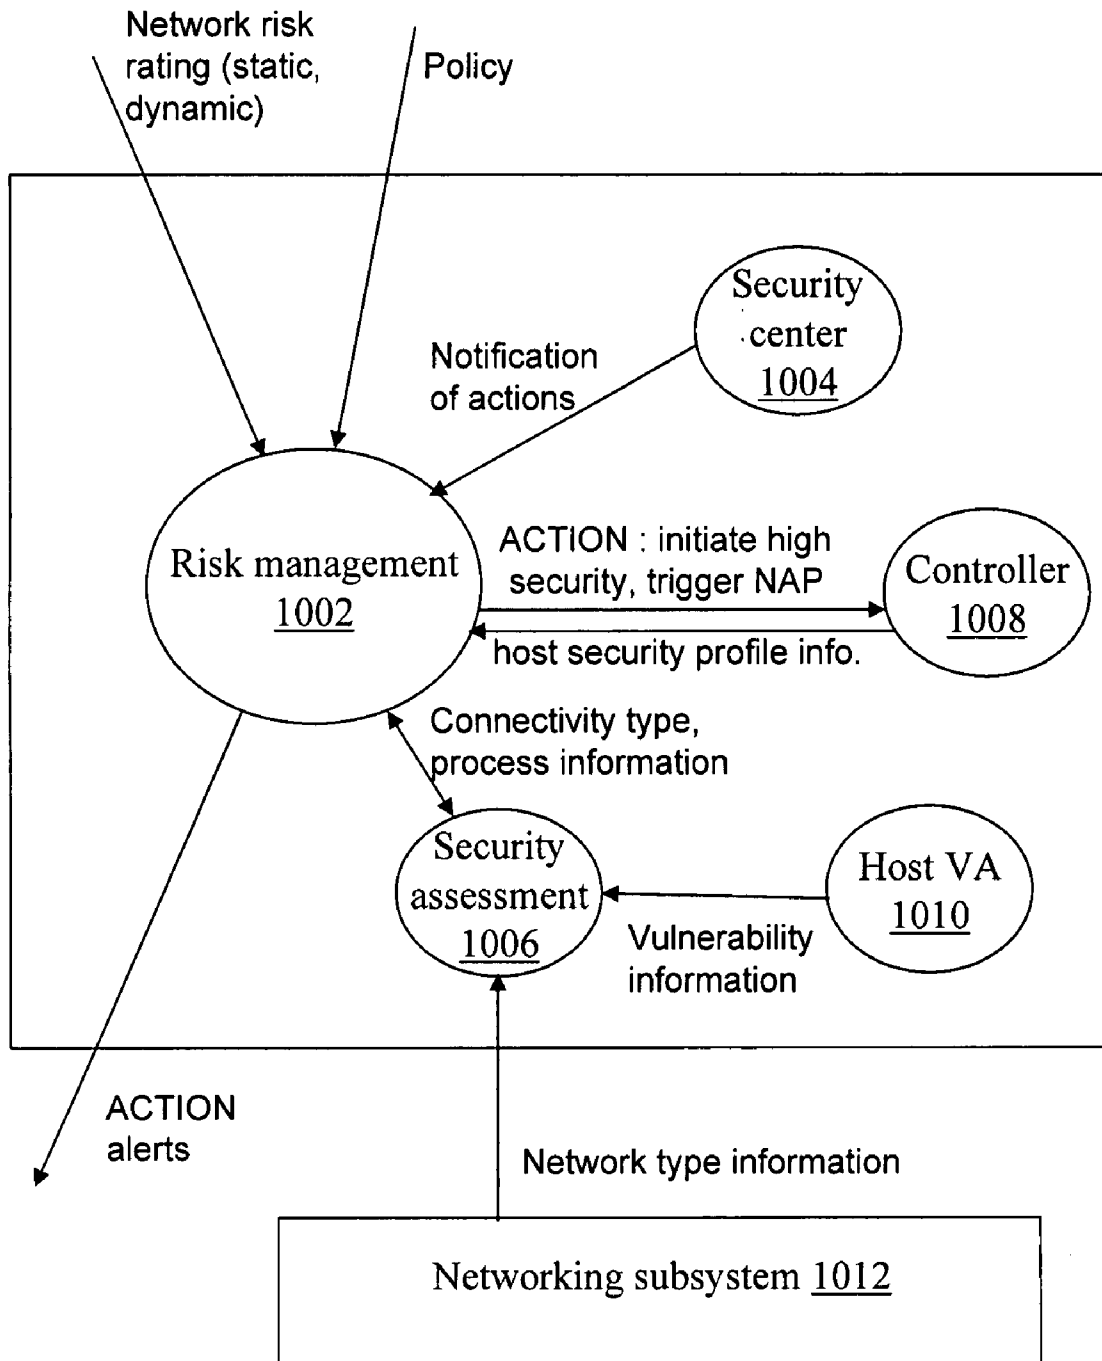 Network risk
rating (static,
dynamic)
Policy
Security
center
1004
Notification
of actions
ACTION : initiate high
security, trigger NAP
Risk management
1002
Controller
1008
host security profile info.
Connectivity type,
process information
Security
assessment
1006
Host VA
1010
Vulnerability
information
ACTION
alerts
Network type information
Networking subsystem 1012